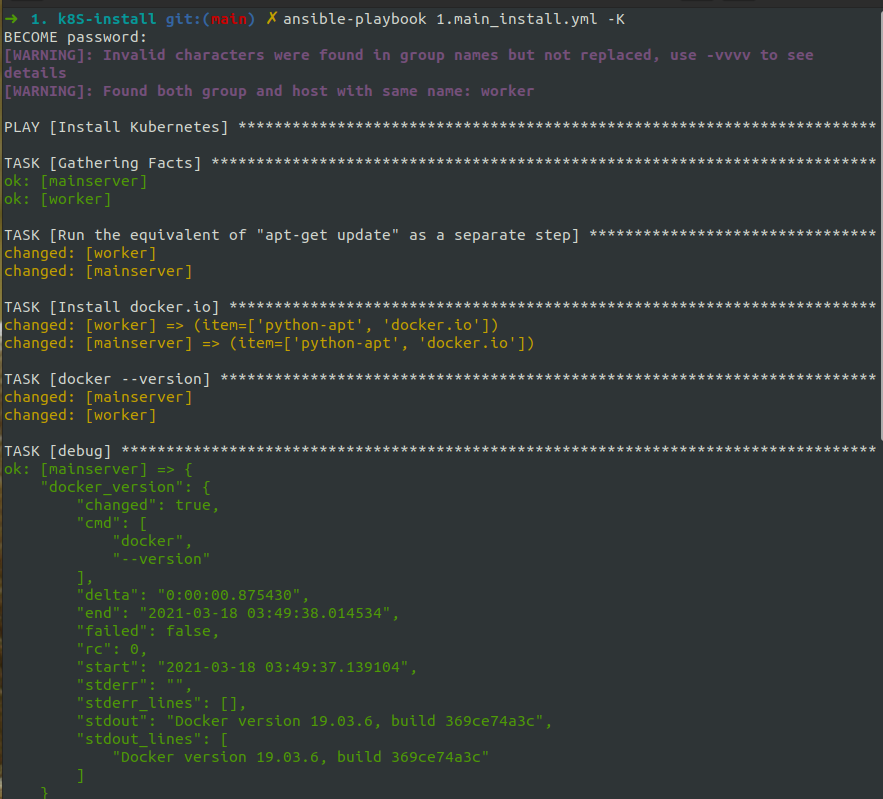 ➜ 1. k8S-install git:(main) ✗ ansible-playbook 1.main_install.yml -K
BECOME password:
[WARNING]: Invalid characters were found in group names but not replaced, use -vvvv to see
details
[WARNING]: Found both group and host with same name: worker

PLAY [Install Kubernetes] ***********************************************************************

TASK [Gathering Facts] **************************************************************************
ok: [mainserver]
ok: [worker]

TASK [Run the equivalent of "apt-get update" as a separate step] ********************************
changed: [worker]
changed: [mainserver]

TASK [Install docker.io] ************************************************************************
changed: [worker] => (item=['python-apt', 'docker.io'])
changed: [mainserver] => (item=['python-apt', 'docker.io'])

TASK [docker --version] *************************************************************************
changed: [mainserver]
changed: [worker]

TASK [debug] ************************************************************************************
ok: [mainserver] => {
    "docker_version": {
        "changed": true,
        "cmd": [
            "docker",
            "--version"
        ],
        "delta": "0:00:00.875430",
        "end": "2021-03-18 03:49:38.014534",
        "failed": false,
        "rc": 0,
        "start": "2021-03-18 03:49:37.139104",
        "stderr": "",
        "stderr_lines": [],
        "stdout": "Docker version 19.03.6, build 369ce74a3c",
        "stdout_lines": [
            "Docker version 19.03.6, build 369ce74a3c"
        ]
    }